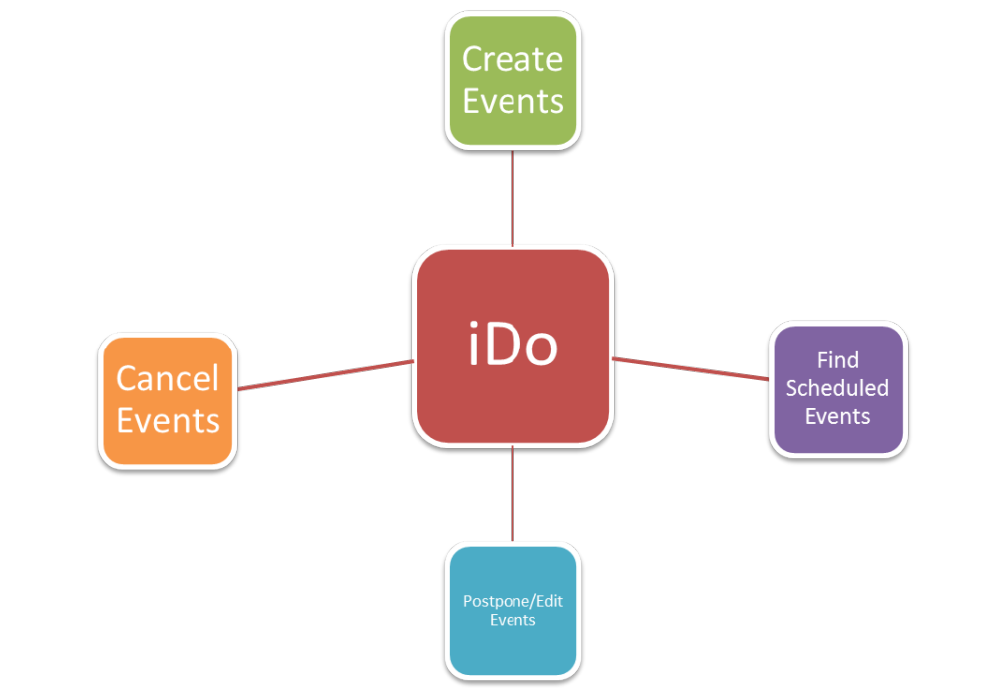 Create
Events
iDo
Cancel
Events
Find
Scheduled
Events
Postpone/Edit
Events